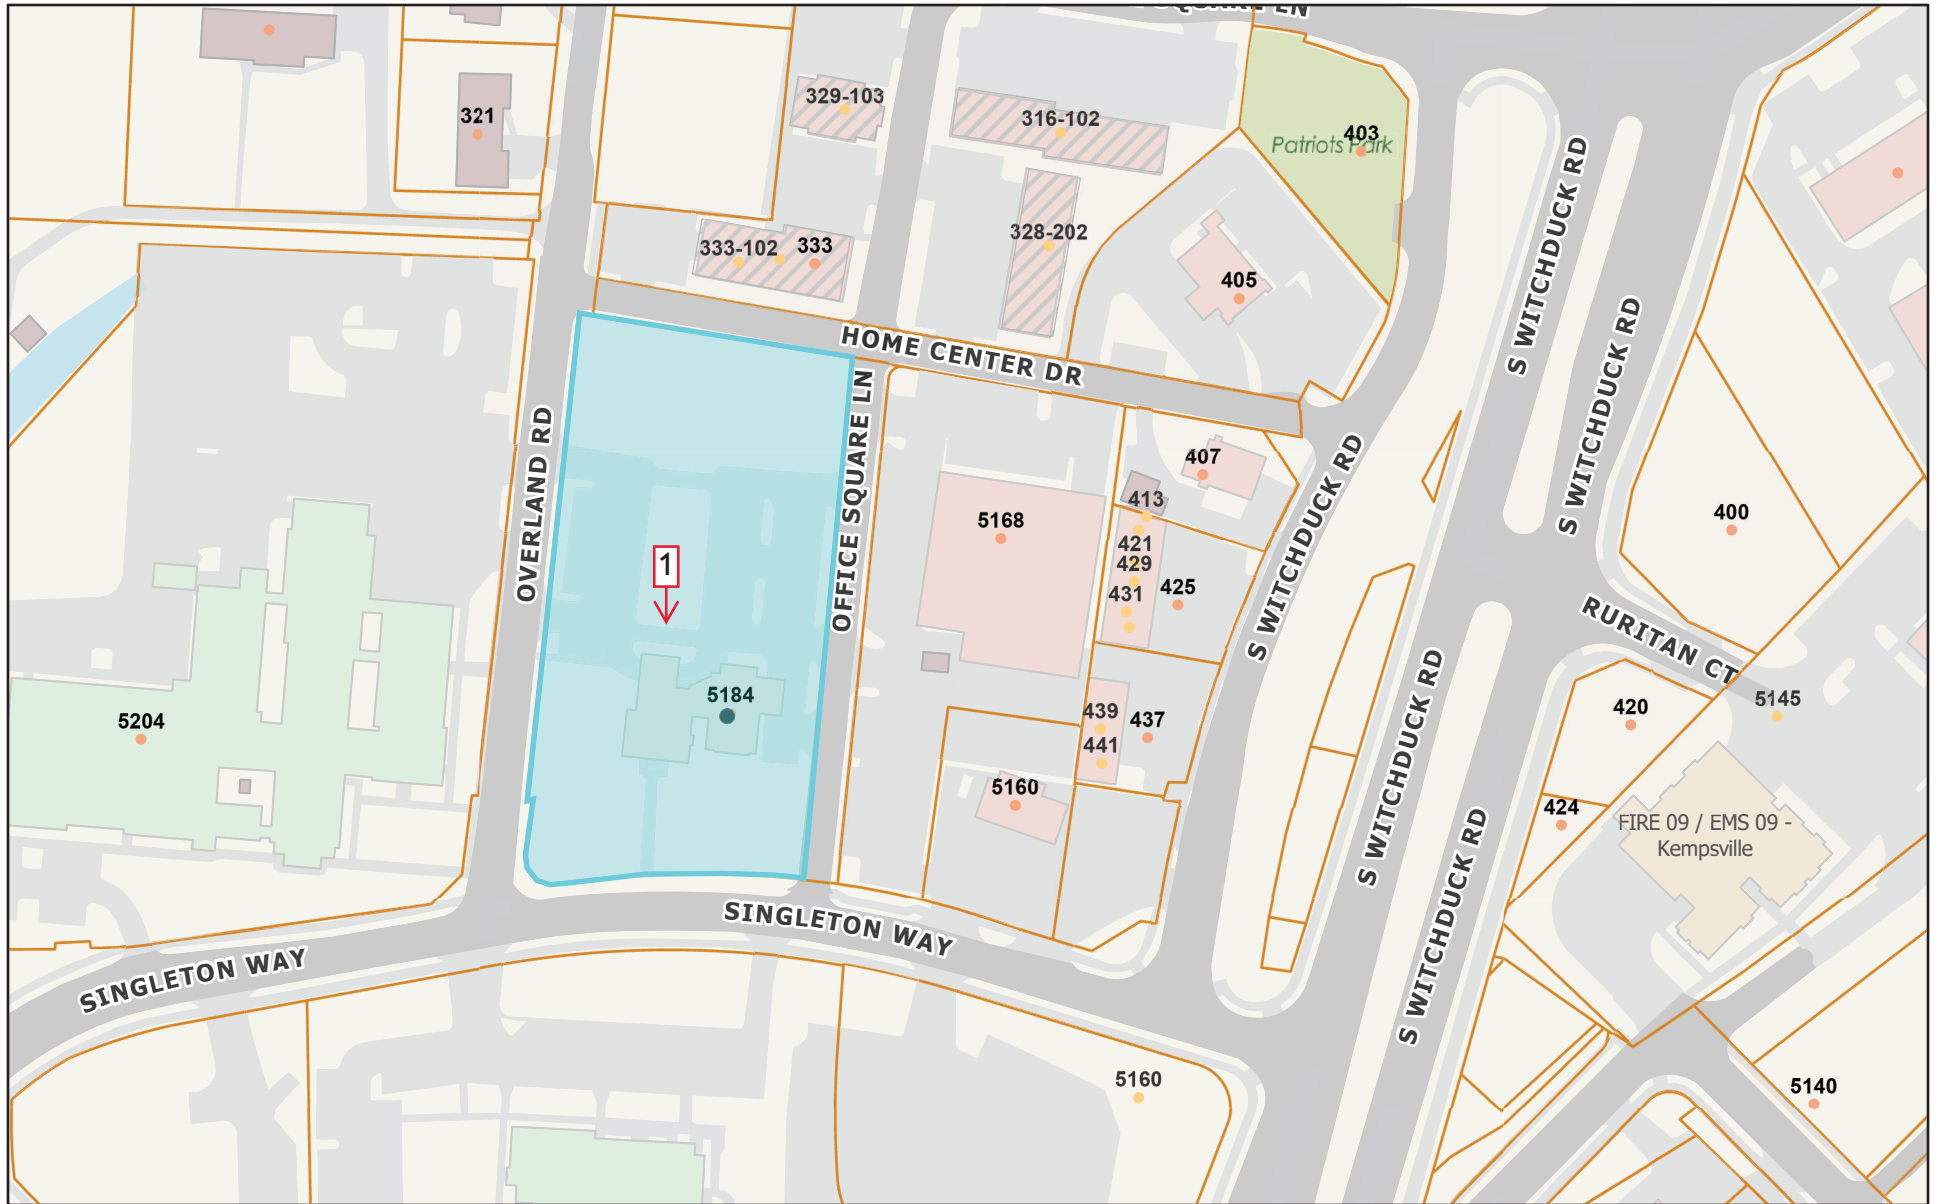 SQUARE LN
329-103
316-102
321
403
Patriots Park
333-102
333
328-202
405
S WITCHDUCK RD
S WITCHDUCK RD
HOME CENTER DR
OVERLAND RD
OFFICE SQUARE LN
S WITCHDUCK RD
407
413
5168
421
429
431
425
400
1
RURITAN CT
5184
5204
439
437
441
5160
S WITCHDUCK RD
S WITCHDUCK RD
420
5145
424
FIRE 09 / EMS 09 -
Kempsville
SINGLETON WAY
SINGLETON WAY
5160
5140